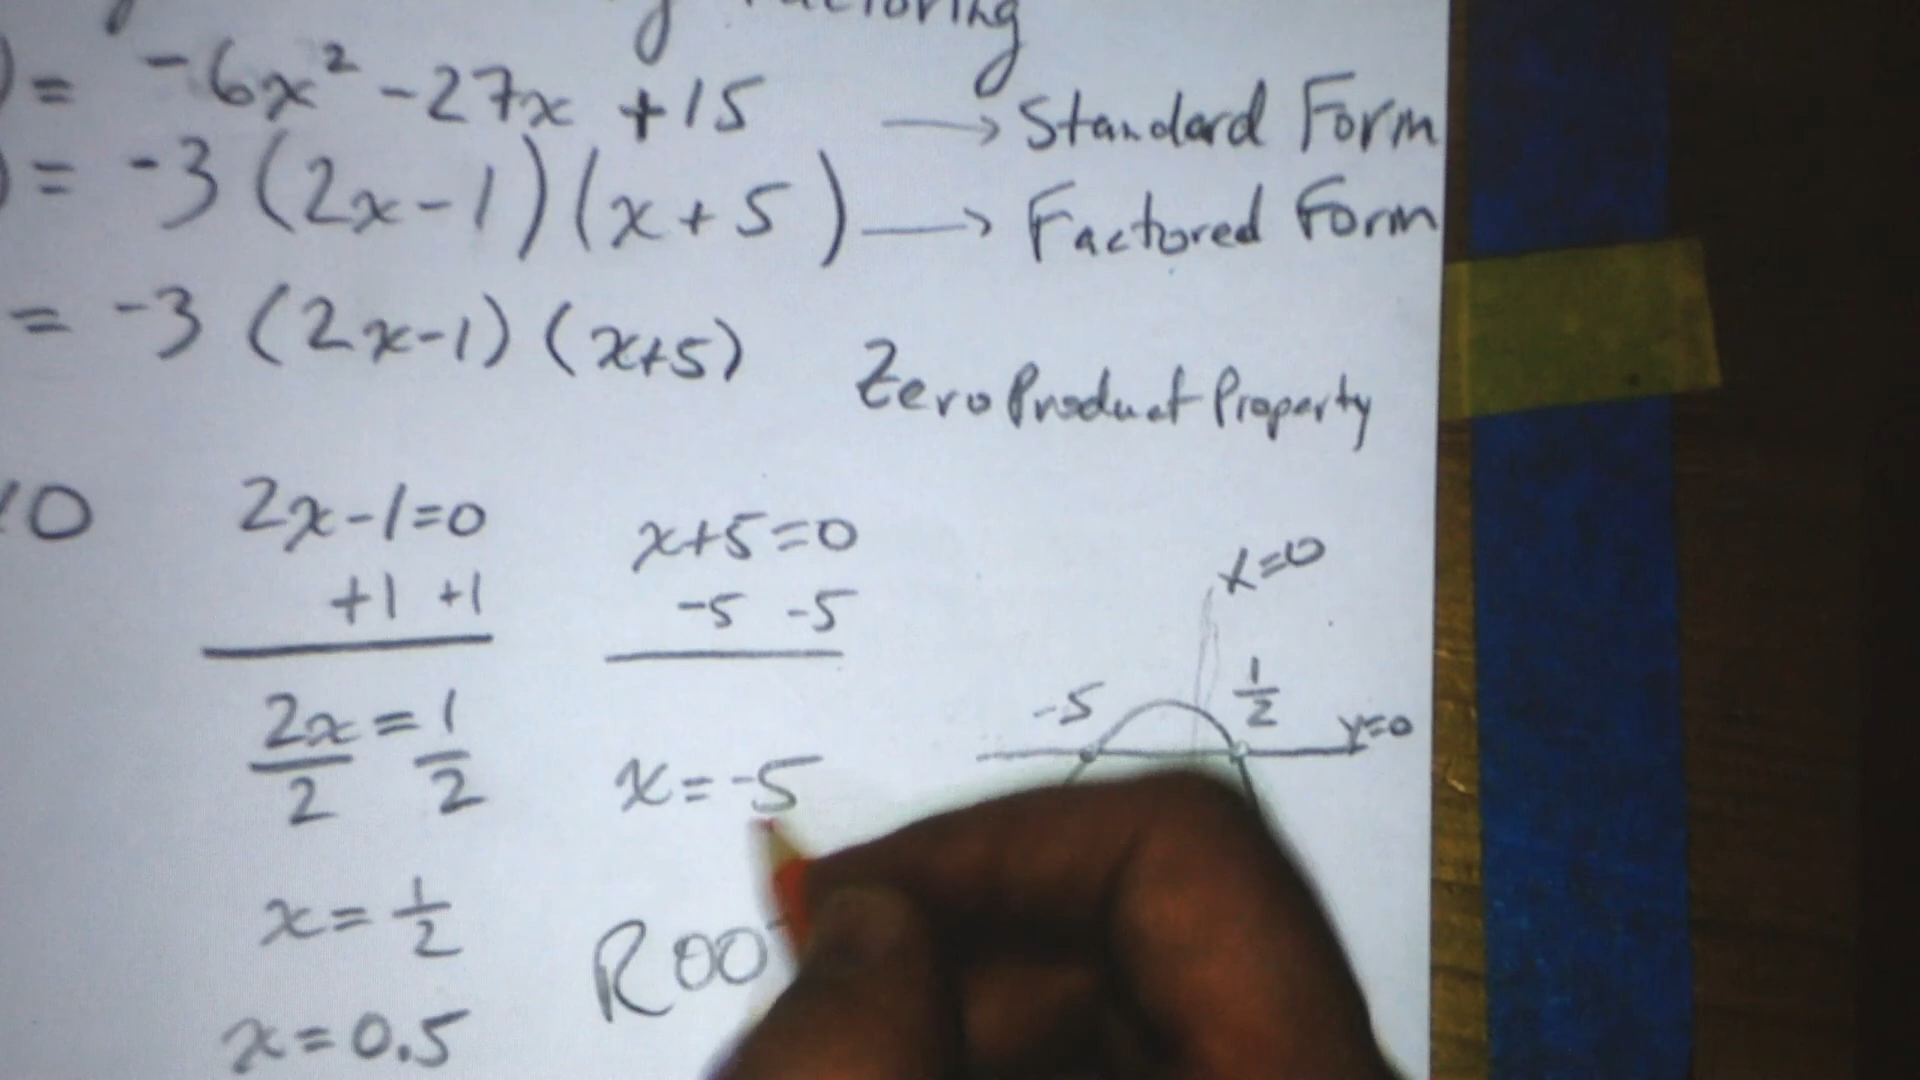 Factoring
) = -6x² -27x +15 → Standard Form
) = -3 (2x-1)(x+5) → Factored Form
= -3 (2x-1) (x+5)
Zero Product Property
0
2x-1=0
+1 +1
2x = 1
2 2
x = 1/2
x = 0.5
x+5=0
-5 -5
x = -5
x=0
-5
1/2
y=0
Roo